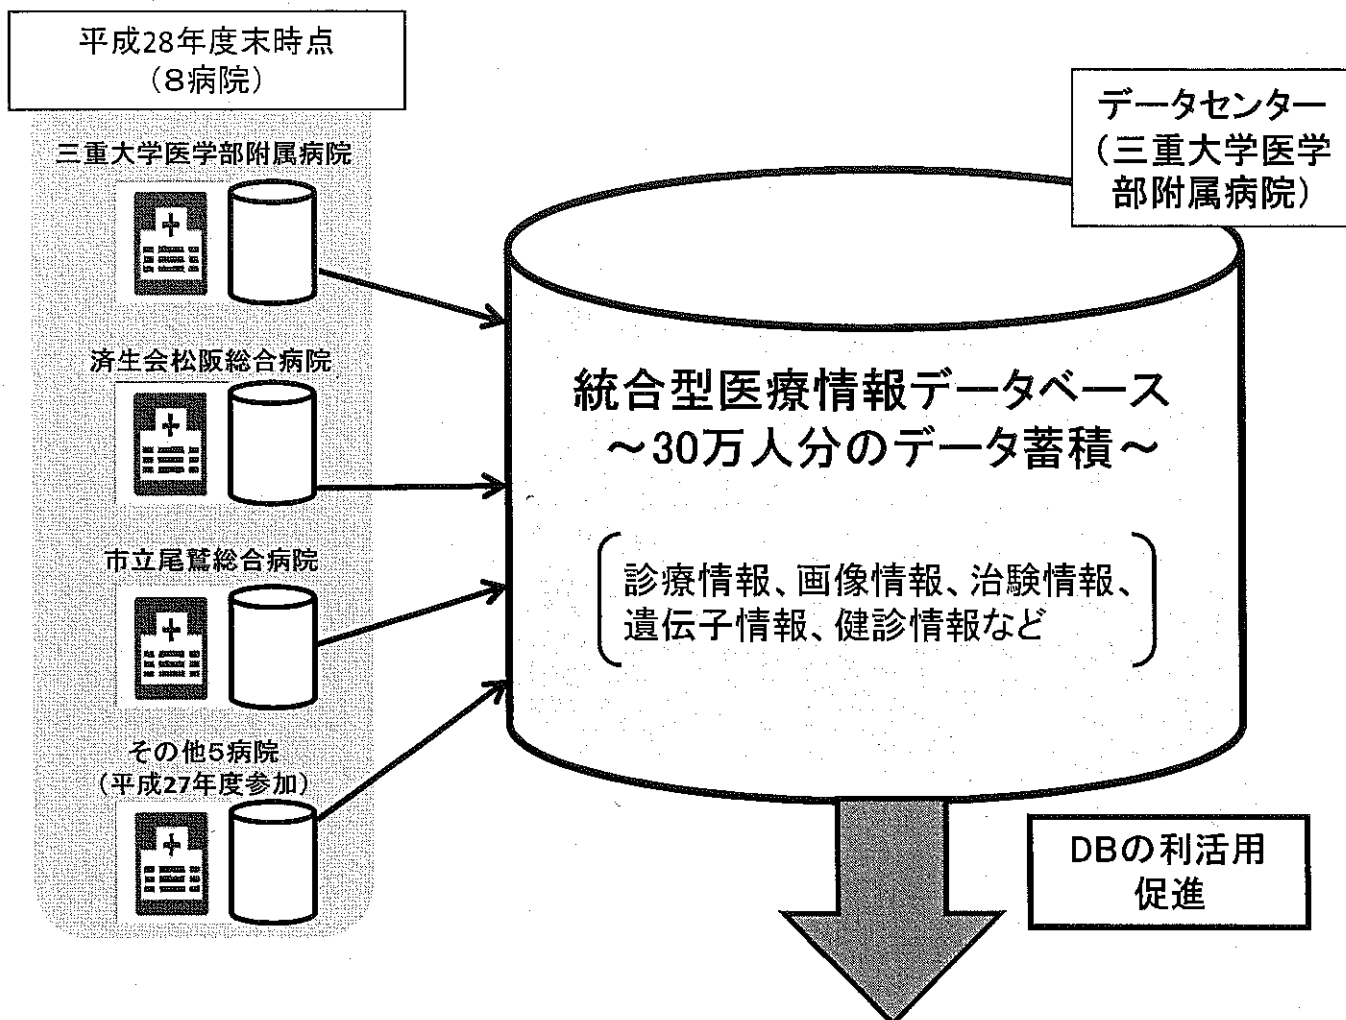 平成28年度末時点
（8病院）
三重大学医学部附属病院
済生会松阪総合病院
市立尾鷲総合病院
その他5病院
（平成27年度参加）
データセンター
（三重大学医学
部附属病院）
統合型医療情報データベース
～30万人分のデータ蓄積～
診療情報、画像情報、治験情報、
遺伝子情報、健診情報など
DBの利活用
促進